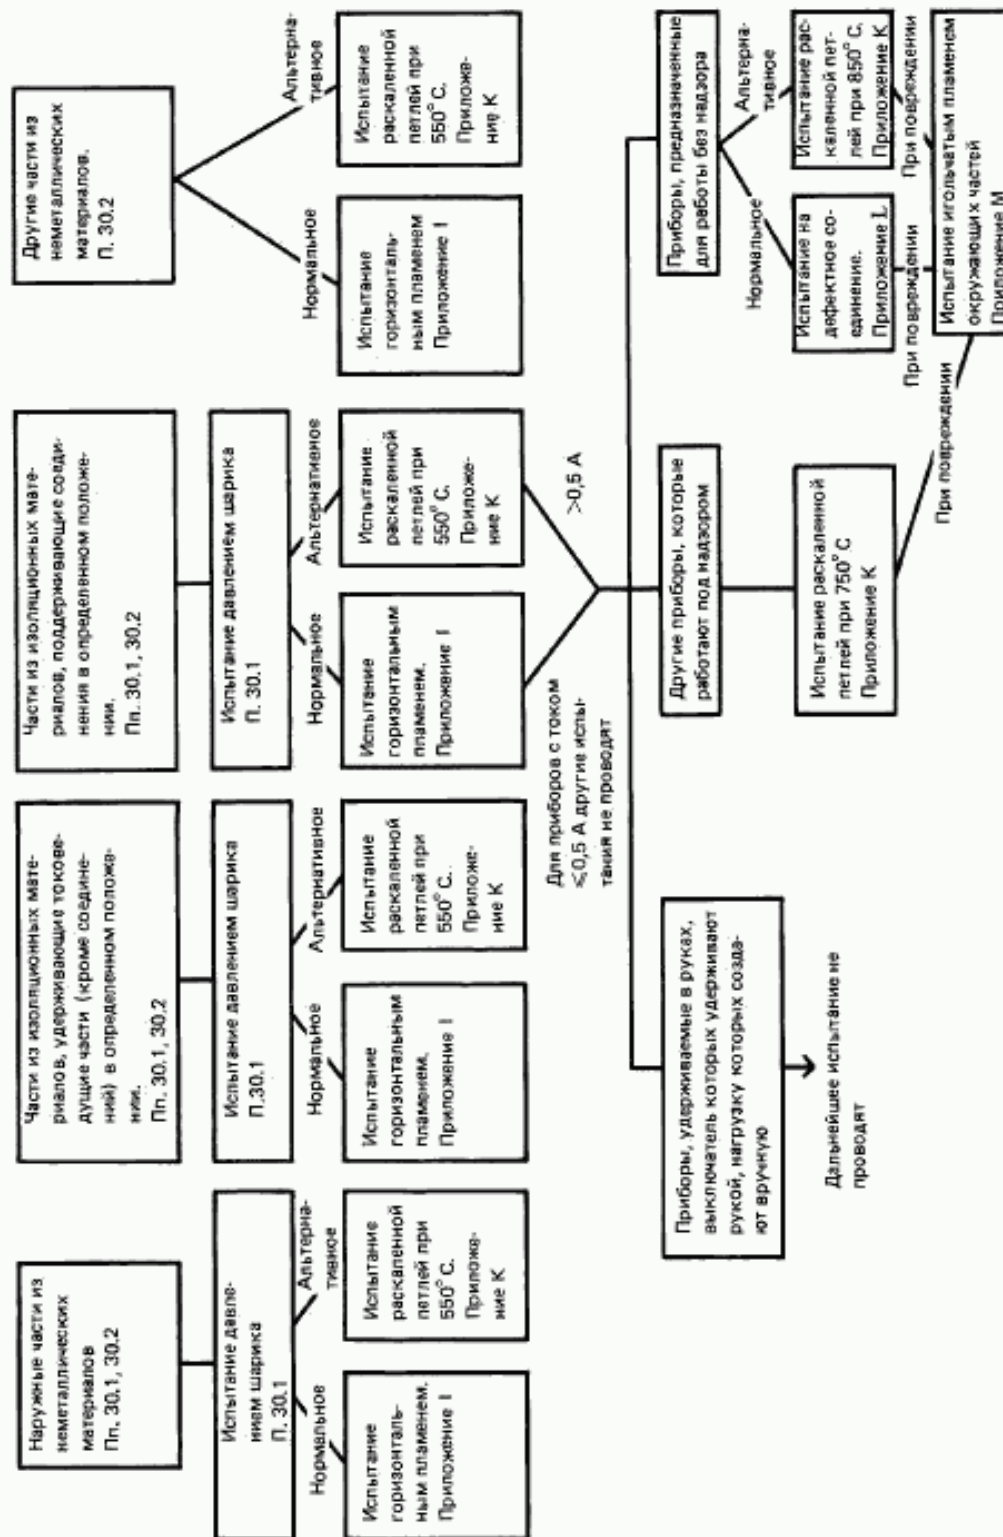 Наружные части из
неметаллических
материалов
Пп. 30.1, 30.2
Части из изоляционных мате-
риалов, удерживающие токове-
дущие части (кроме соедине-
ний) в определенном положе-
нии.
Пп. 30.1, 30.2
Части из изоляционных мате-
риалов, поддерживающие соеди-
нения в определенном положе-
нии.
Пп. 30.1, 30.2
Другие части из
неметаллических
материалов.
П. 30.2
Испытание давле-
нием шарика
П. 30.1
Испытание давлением шарика
П.30.1
Испытание давлением шарика
П. 30.1
Нормальное
Альтерна-
тивное
Нормальное
Альтернативное
Нормальное
Альтернативное
Нормальное
Альтерна-
тивное
Испытание
горизонталь-
ным пламенем.
Приложение I
Испытание
раскаленной
петлей при
550° С.
Приложе-
ние К
Испытание
горизонтальным
пламенем.
Приложение I
Испытание
раскаленной
петлей при
550° С.
Приложе-
ние К
Испытание
горизонтальным
пламенем.
Приложение I
Испытание
раскаленной
петлей при
550° С.
Приложе-
ние К
Испытание
горизонталь-
ным пламенем
Приложение I
Испытание
раскаленной
петлей при
550° С.
Приложе-
ние К
Для приборов с током
⩽0,5 А другие испы-
тания не проводят
>0,5 А
Приборы, удерживаемые в руках,
выключатель которых удерживают
рукой, нагрузку которых созда-
ют вручную
Другие приборы, которые
работают под надзором
Приборы, предназначенные
для работы без надзора
Нормальное
Альтерна-
тивное
Дальнейшее испытание не
проводят
Испытание раскаленной
петлей при 750° С
Приложение К
Испытание на
дефектное со-
единение.
Приложение L
Испытание рас-
каленной пет-
лей при 850° С.
Приложение К
При повреждении
При повреждении
При повреждении
Испытание игольчатым пламенем
окружающих частей
Приложение М